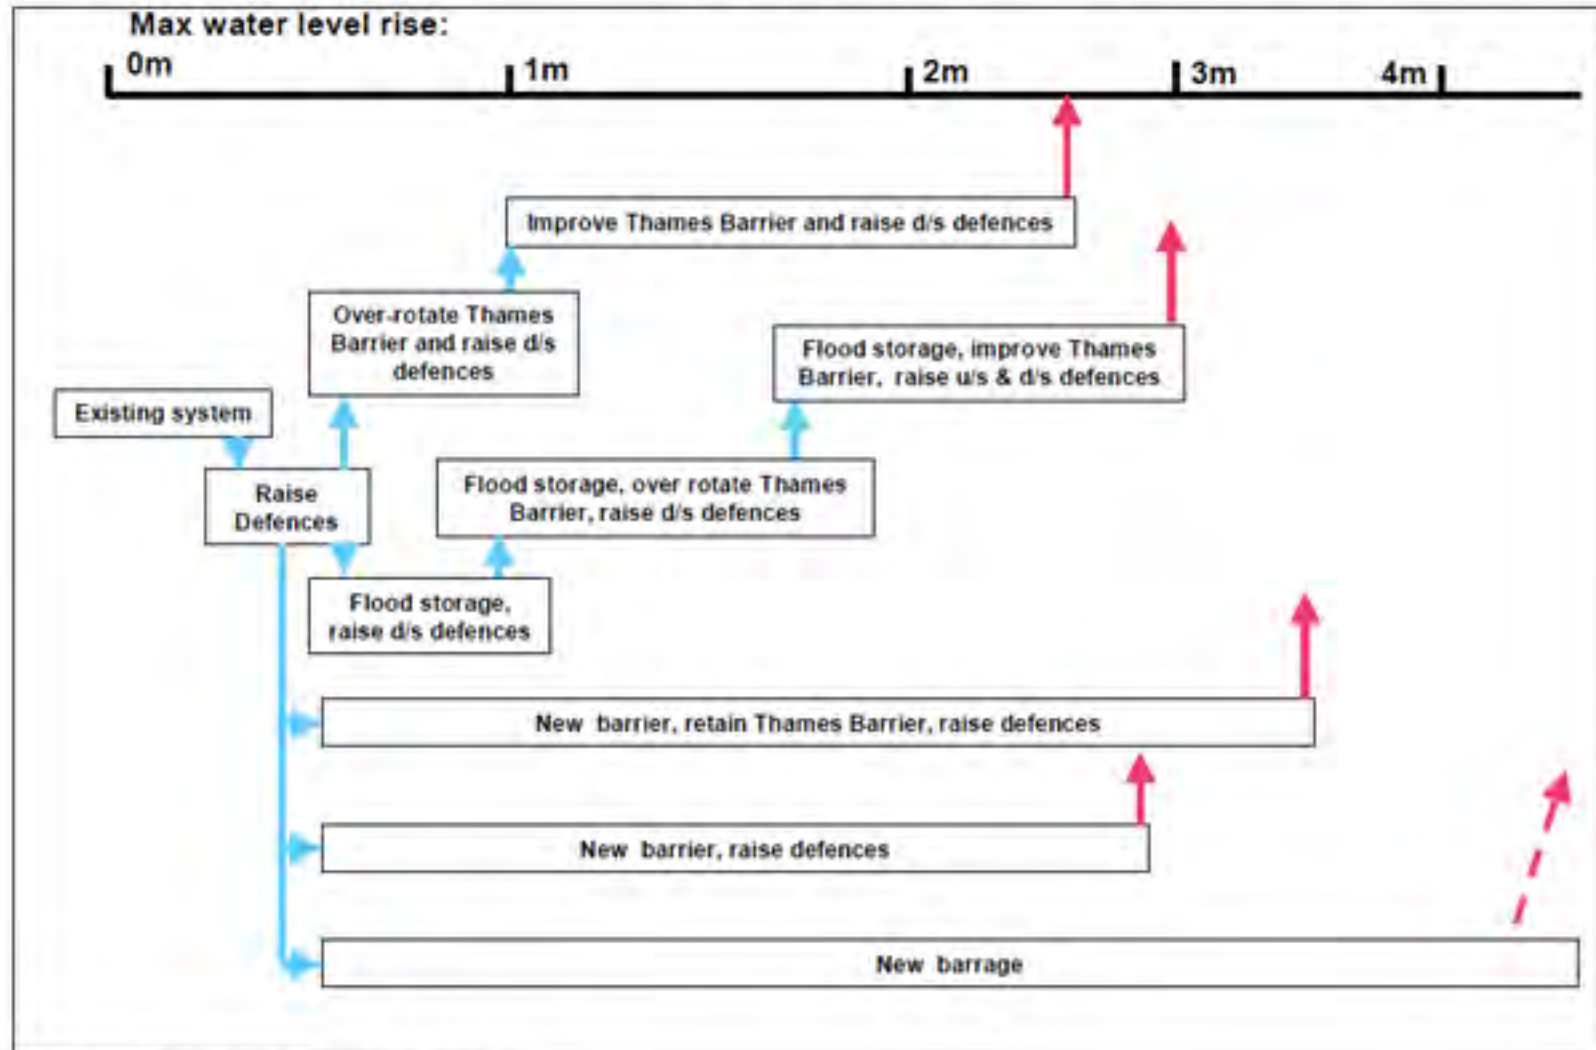 Max water level rise:
0m
1m
2m
3m
4m
Improve Thames Barrier and raise d/s defences
Over-rotate Thames
Barrier and raise d/s
defences
Flood storage, improve Thames
Barrier, raise u/s & d/s defences
Existing system
Raise
Defences
Flood storage, over rotate Thames
Barrier, raise d/s defences
Flood storage,
raise d/s defences
New barrier, retain Thames Barrier, raise defences
New barrier, raise defences
New barrage